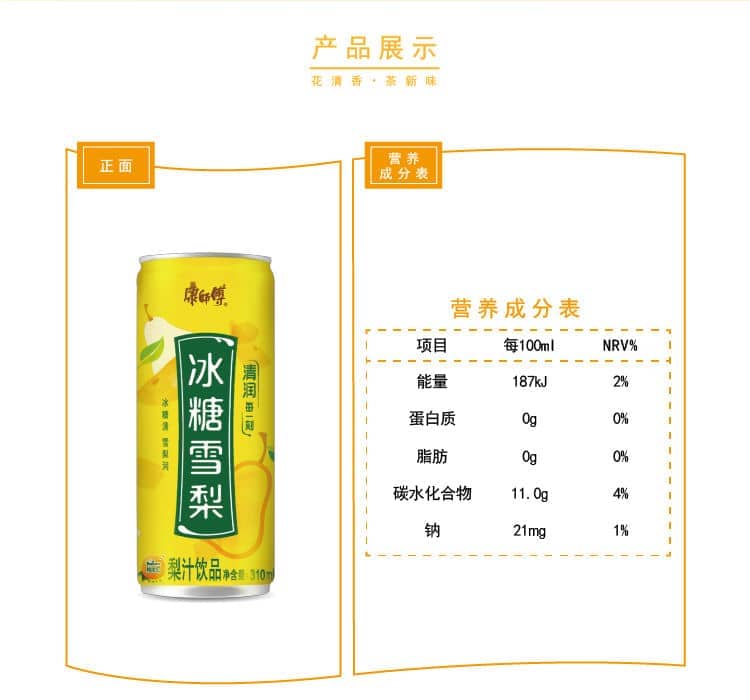 产品展示
花清香·茶新味
正面
康师傅
冰糖雪梨
清润
每一刻
冰糖清 雪梨润
梨汁饮品 净含量: 310ml
营养
成分表
营养成分表
项目 每100ml NRV%
能量 187kJ 2%
蛋白质 0g 0%
脂肪 0g 0%
碳水化合物 11.0g 4%
钠 21mg 1%